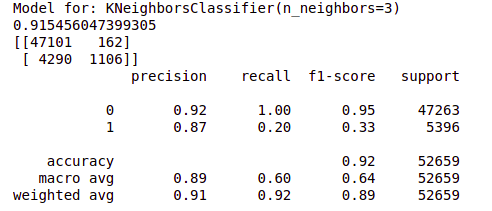 Model for: KNeighborsClassifier(n_neighbors=3)
0.915456047399305
[[47101   162]
 [ 4290  1106]]
              precision    recall  f1-score   support

           0       0.92      1.00      0.95     47263
           1       0.87      0.20      0.33      5396

    accuracy                           0.92     52659
   macro avg       0.89      0.60      0.64     52659
weighted avg       0.91      0.92      0.89     52659